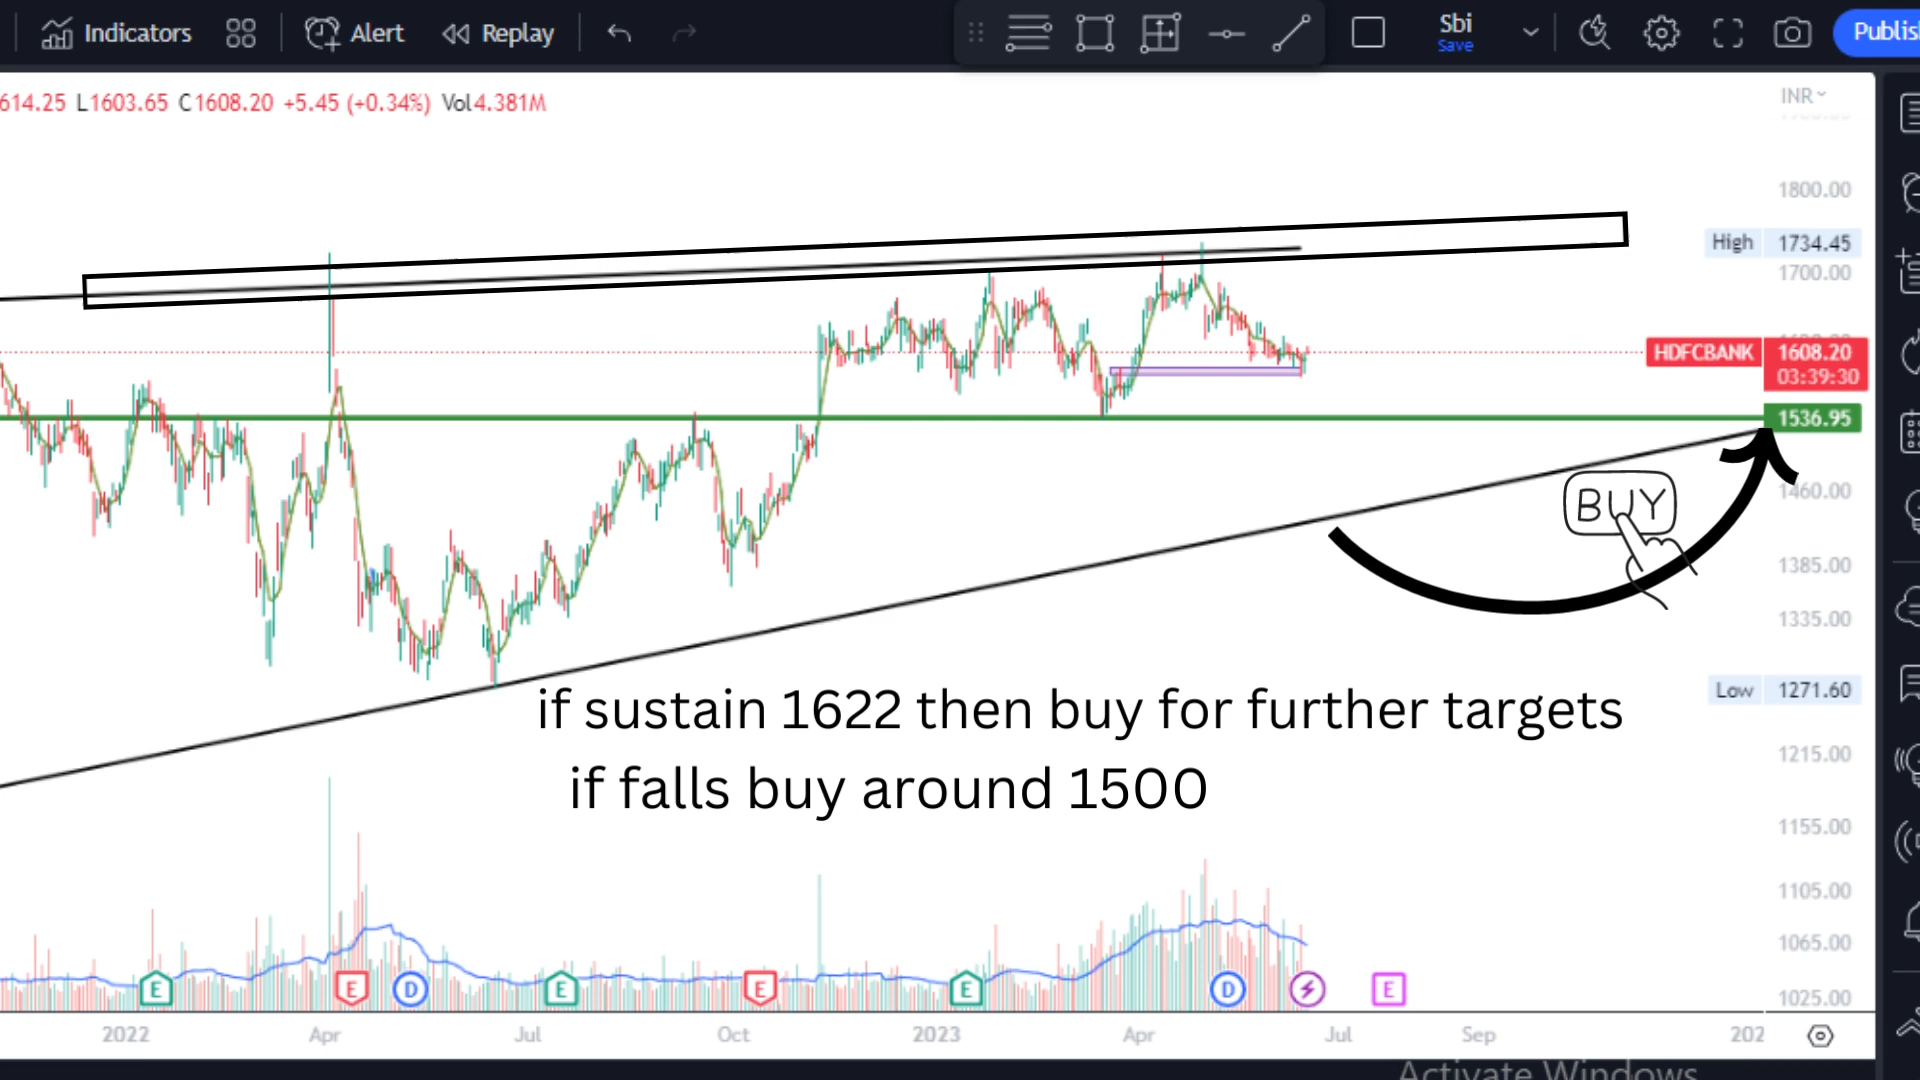 Indicators Alert Replay Sbi Publis
Save
614.25 L1603.65 C1608.20 +5.45 (+0.34%) Vol4.381M
INR
1800.00
High 1734.45
1700.00
HDFCBANK 1608.20
03:39:30
1536.95
BUY
1460.00
1385.00
1335.00
if sustain 1622 then buy for further targets
Low 1271.60
1215.00
if falls buy around 1500
1155.00
1105.00
1065.00
E E D E E E D E
1025.00
2022 Apr Jul Oct 2023 Apr Jul Sep 202
Activate Windows